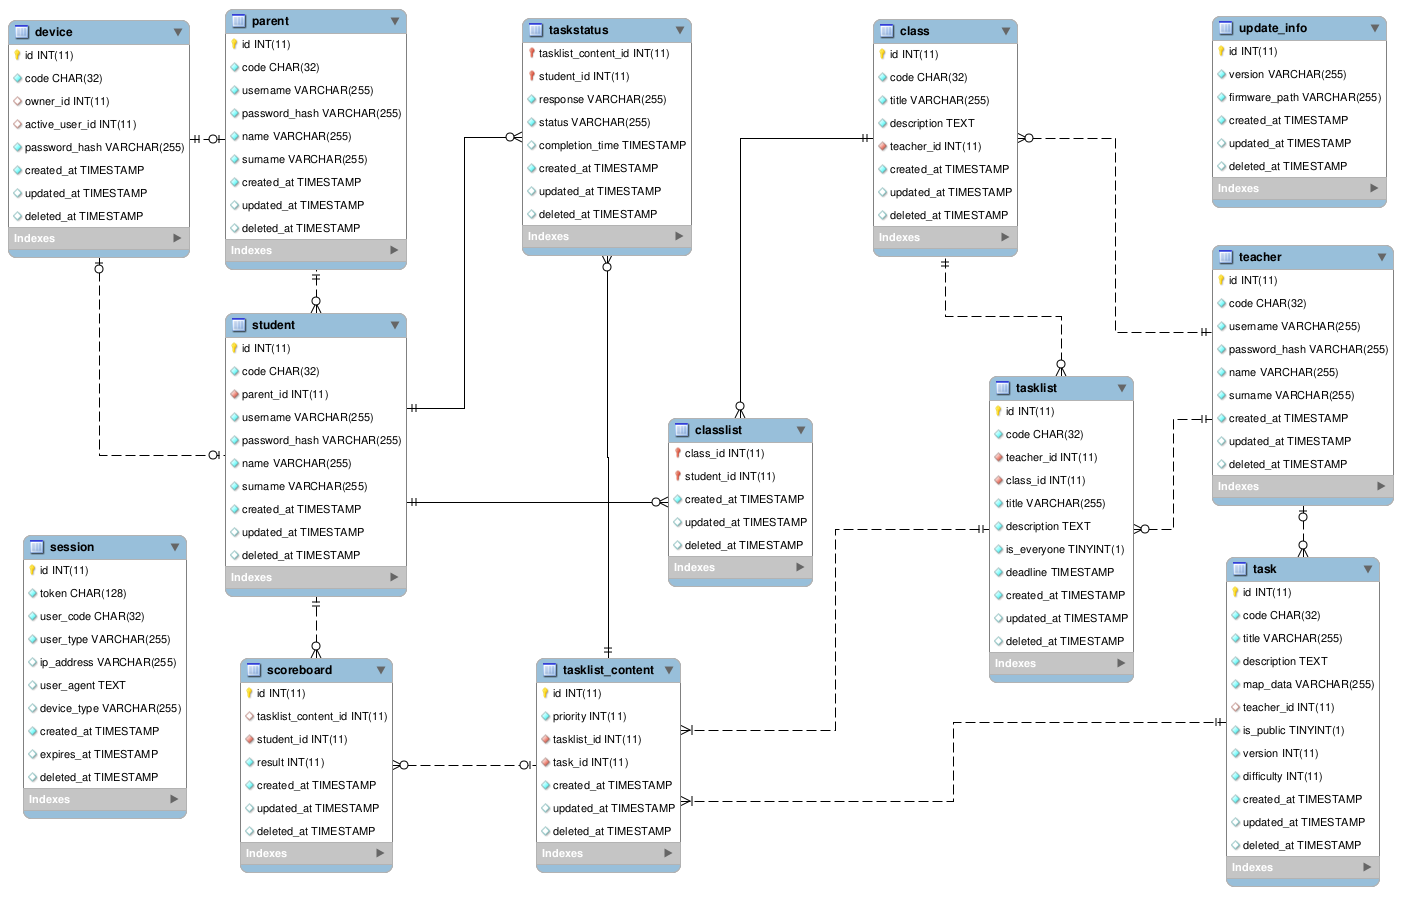 device
id INT(11)
code CHAR(32)
owner_id INT(11)
active_user_id INT(11)
password_hash VARCHAR(255)
created_at TIMESTAMP
updated_at TIMESTAMP
deleted_at TIMESTAMP
Indexes
parent
id INT(11)
code CHAR(32)
username VARCHAR(255)
password_hash VARCHAR(255)
name VARCHAR(255)
surname VARCHAR(255)
created_at TIMESTAMP
updated_at TIMESTAMP
deleted_at TIMESTAMP
Indexes
taskstatus
tasklist_content_id INT(11)
student_id INT(11)
response VARCHAR(255)
status VARCHAR(255)
completion_time TIMESTAMP
created_at TIMESTAMP
updated_at TIMESTAMP
deleted_at TIMESTAMP
Indexes
class
id INT(11)
code CHAR(32)
title VARCHAR(255)
description TEXT
teacher_id INT(11)
created_at TIMESTAMP
updated_at TIMESTAMP
deleted_at TIMESTAMP
Indexes
update_info
id INT(11)
version VARCHAR(255)
firmware_path VARCHAR(255)
created_at TIMESTAMP
updated_at TIMESTAMP
deleted_at TIMESTAMP
Indexes
teacher
id INT(11)
code CHAR(32)
username VARCHAR(255)
password_hash VARCHAR(255)
name VARCHAR(255)
surname VARCHAR(255)
created_at TIMESTAMP
updated_at TIMESTAMP
deleted_at TIMESTAMP
Indexes
student
id INT(11)
code CHAR(32)
parent_id INT(11)
username VARCHAR(255)
password_hash VARCHAR(255)
name VARCHAR(255)
surname VARCHAR(255)
created_at TIMESTAMP
updated_at TIMESTAMP
deleted_at TIMESTAMP
Indexes
classlist
class_id INT(11)
student_id INT(11)
created_at TIMESTAMP
updated_at TIMESTAMP
deleted_at TIMESTAMP
Indexes
tasklist
id INT(11)
code CHAR(32)
teacher_id INT(11)
class_id INT(11)
title VARCHAR(255)
description TEXT
is_everyone TINYINT(1)
deadline TIMESTAMP
created_at TIMESTAMP
updated_at TIMESTAMP
deleted_at TIMESTAMP
Indexes
session
id INT(11)
token CHAR(128)
user_code CHAR(32)
user_type VARCHAR(255)
ip_address VARCHAR(255)
user_agent TEXT
device_type VARCHAR(255)
created_at TIMESTAMP
expires_at TIMESTAMP
deleted_at TIMESTAMP
Indexes
scoreboard
id INT(11)
tasklist_content_id INT(11)
student_id INT(11)
result INT(11)
created_at TIMESTAMP
updated_at TIMESTAMP
deleted_at TIMESTAMP
Indexes
tasklist_content
id INT(11)
priority INT(11)
tasklist_id INT(11)
task_id INT(11)
created_at TIMESTAMP
updated_at TIMESTAMP
deleted_at TIMESTAMP
Indexes
task
id INT(11)
code CHAR(32)
title VARCHAR(255)
description TEXT
map_data VARCHAR(255)
teacher_id INT(11)
is_public TINYINT(1)
version INT(11)
difficulty INT(11)
created_at TIMESTAMP
updated_at TIMESTAMP
deleted_at TIMESTAMP
Indexes